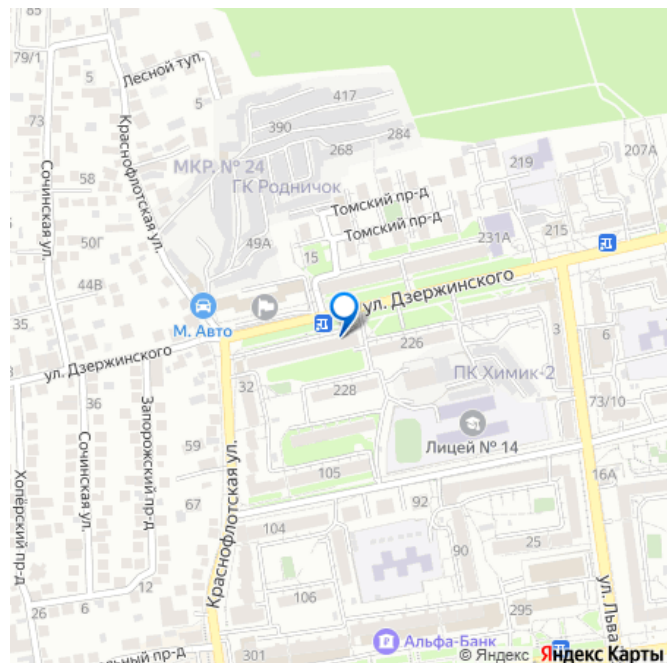 85
79/1
5
Лесной туп.
5
417
390
284
268
73
Краснофлотская ул.
МКР. № 24
ГК Родничок
219
207А
58
Томский пр-д
Томский пр-д
Сочинская ул.
50Г
49А
15
231А
215
44В
35
ул. Дзержинского
М. Авто
ул. Дзержинского
226
6
ПК Химик-2
3
32
228
36
73/10
59
Лицей № 14
Запорожский пр-д
Сочинская ул.
Хоперский пр-д
105
67
16А
92
104
Краснофлотская ул.
90
25
12
6
26
106
295
ул. Льва
льный пр-д
301
Альфа-Банк
© Яндекс Яндекс Карты